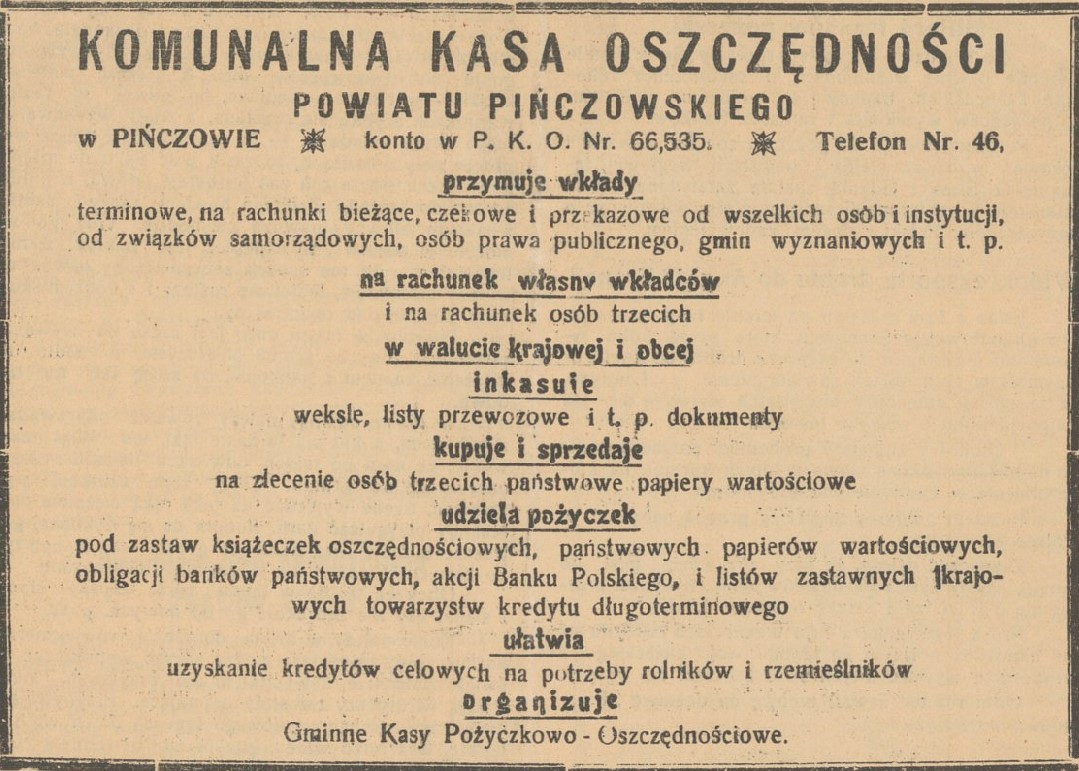 KOMUNALNA KASA OSZCZĘDNOŚCI
POWIATU PIŃCZOWSKIEGO
w PIŃCZOWIE konto w P. K. O. Nr. 66,535. Telefon Nr. 46,
przymuje wkłady
terminowe, na rachunki bieżące, czekowe i przekazowe od wszelkich osób i instytucji,
od związków samorządowych, osób prawa publicznego, gmin wyznaniowych i t. p.
na rachunek własny wkładców
i na rachunek osób trzecich
w walucie krajowej i obcej
inkasuje
weksle, listy przewozowe i t. p. dokumenty
kupuje i sprzedaje
na zlecenie osób trzecich państwowe papiery wartościowe
udziela pożyczek
pod zastaw książeczek oszczędnościowych, państwowych papierów wartościowych,
obligacji banków państwowych, akcji Banku Polskiego, i listów zastawnych krajo-
wych towarzystw kredytu długoterminowego
ułatwia
uzyskanie kredytów celowych na potrzeby rolników i rzemieślników
organizuje
Gminne Kasy Pożyczkowo - Oszczędnościowe.